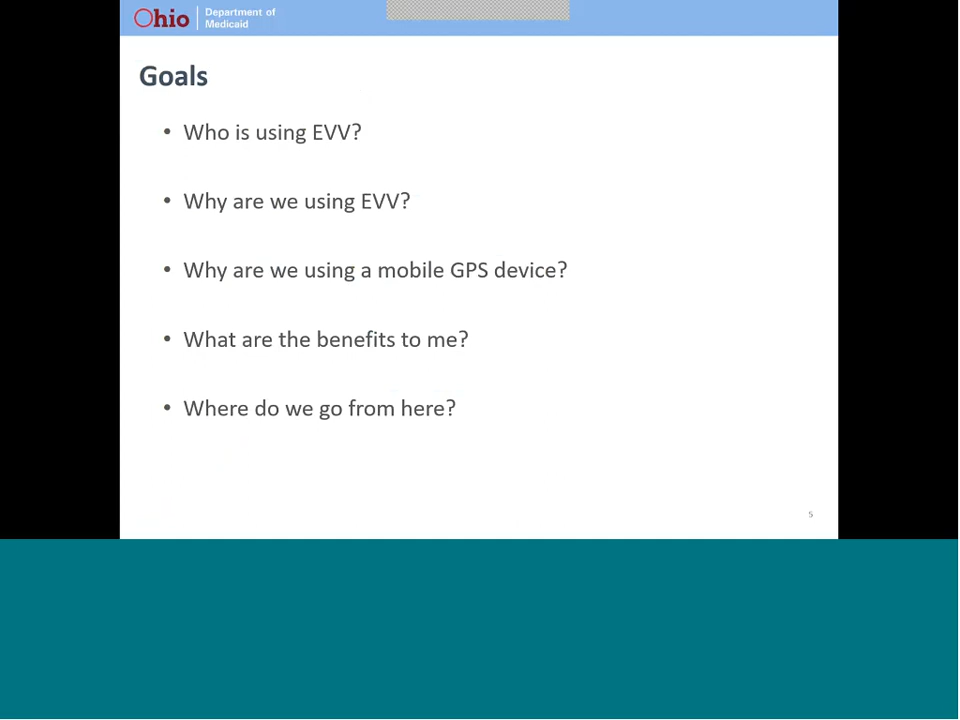 Ohio
Department of
Medicaid
Goals
• Who is using EVV?
• Why are we using EVV?
• Why are we using a mobile GPS device?
• What are the benefits to me?
• Where do we go from here?
5